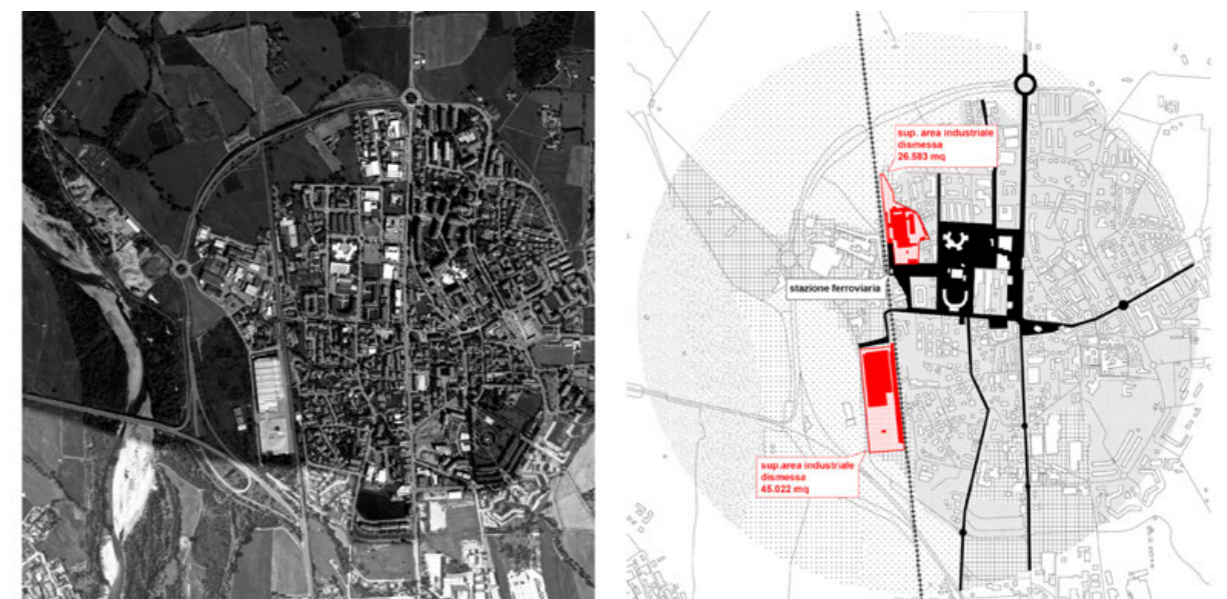 sup. area industriale
dismessa
26.583 mq
stazione ferroviaria
sup.area industriale
dismessa
45.022 mq